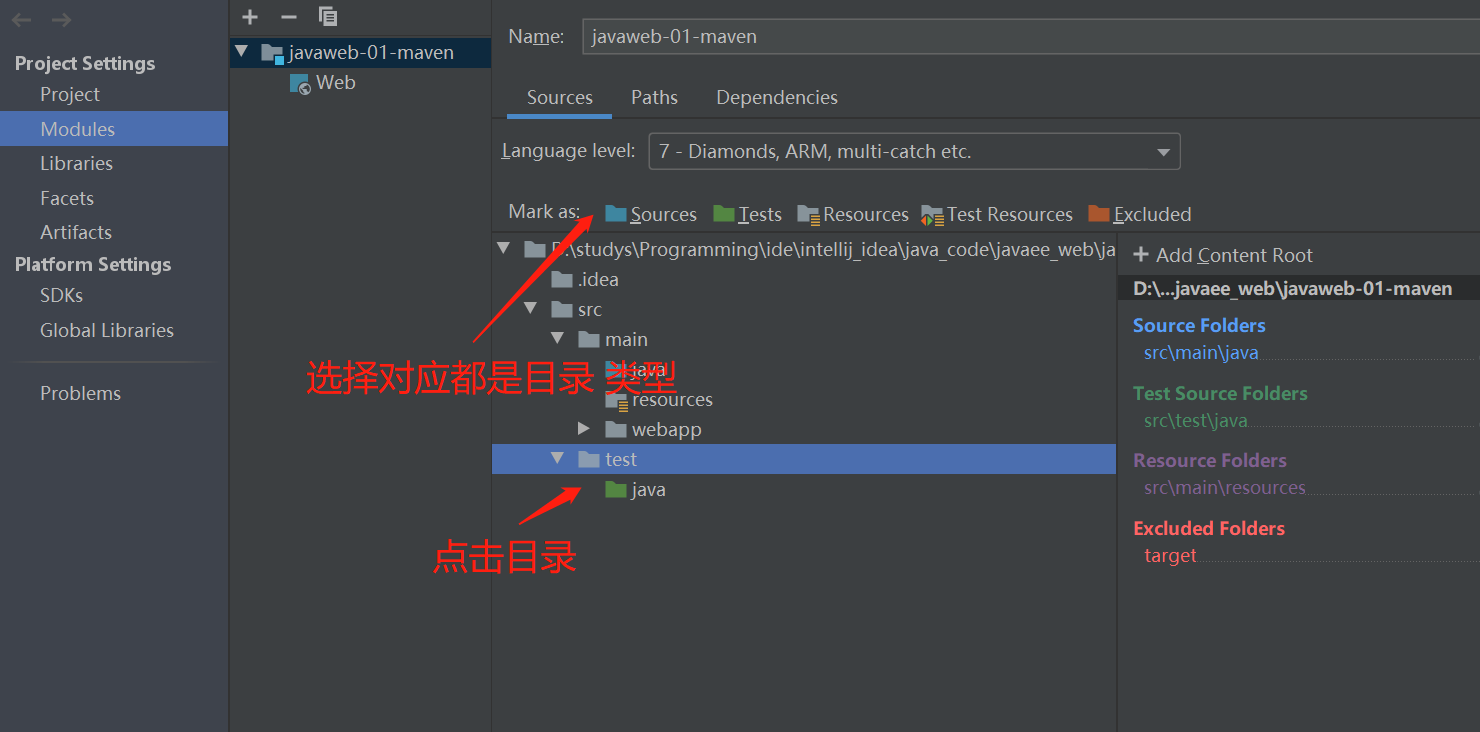 Project Settings
Project
Modules
Libraries
Facets
Artifacts
Platform Settings
SDKs
Global Libraries
Problems
javaweb-01-maven
Web
Name: javaweb-01-maven
Sources Paths Dependencies
Language level: 7 - Diamonds, ARM, multi-catch etc.
Mark as: Sources Tests Resources Test Resources Excluded
D:\studys\Programming\ide\intellij_idea\java_code\javaee_web\ja
.idea
src
main
java
选择对应都是目录 类型
resources
webapp
test
java
点击目录
Add Content Root
D:\...javaee_web\javaweb-01-maven
Source Folders
src\main\java
Test Source Folders
src\test\java
Resource Folders
src\main\resources
Excluded Folders
target